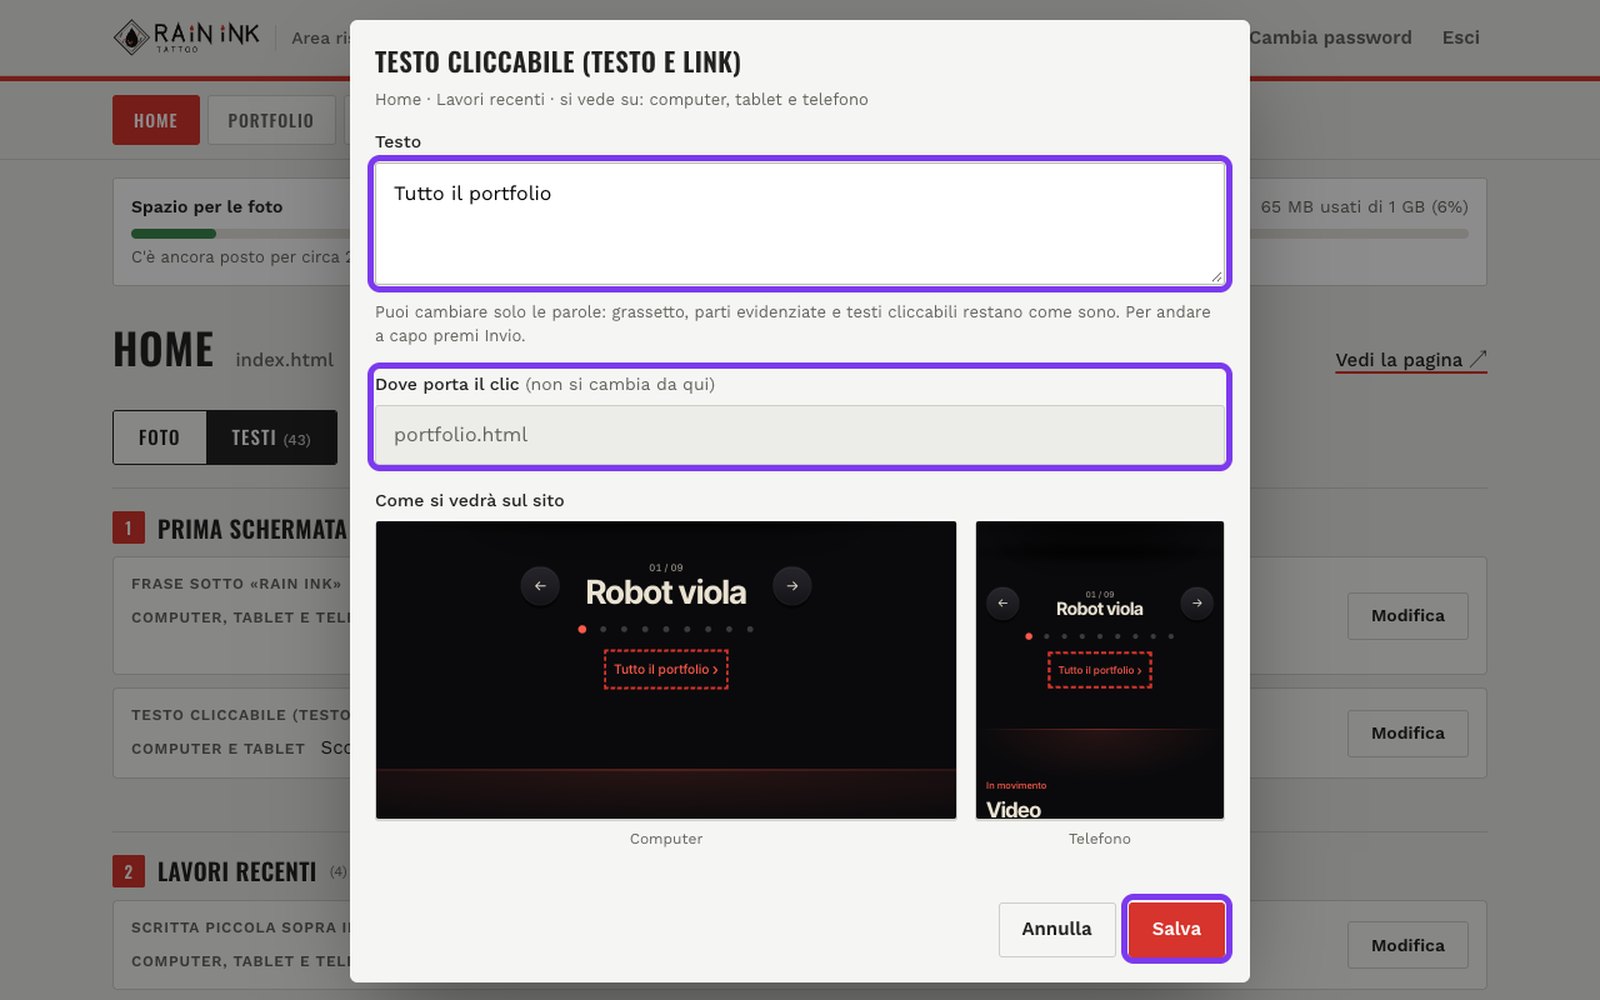 RAIN INK
TATTOO
Area ri
Cambia password
Esci
HOME
PORTFOLIO
Spazio per le foto
65 MB usati di 1 GB (6%)
C'è ancora posto per circa 2
HOME
index.html
Vedi la pagina
FOTO
TESTI (43)
1 PRIMA SCHERMATA
FRASE SOTTO «RAIN INK»
COMPUTER, TABLET E TEL
Modifica
TESTO CLICCABILE (TESTO
COMPUTER E TABLET Sco
Modifica
2 LAVORI RECENTI (4)
SCRITTA PICCOLA SOPRA I
COMPUTER, TABLET E TEL
Modifica
TESTO CLICCABILE (TESTO E LINK)
Home · Lavori recenti · si vede su: computer, tablet e telefono
Testo
Tutto il portfolio
Puoi cambiare solo le parole: grassetto, parti evidenziate e testi cliccabili restano come sono. Per andare
a capo premi Invio.
Dove porta il clic (non si cambia da qui)
portfolio.html
Come si vedrà sul sito
← 01 / 09 →
Robot viola
Tutto il portfolio ›
← 01 / 09 →
Robot viola
Tutto il portfolio ›
In movimento
Video
Computer
Telefono
Annulla
Salva